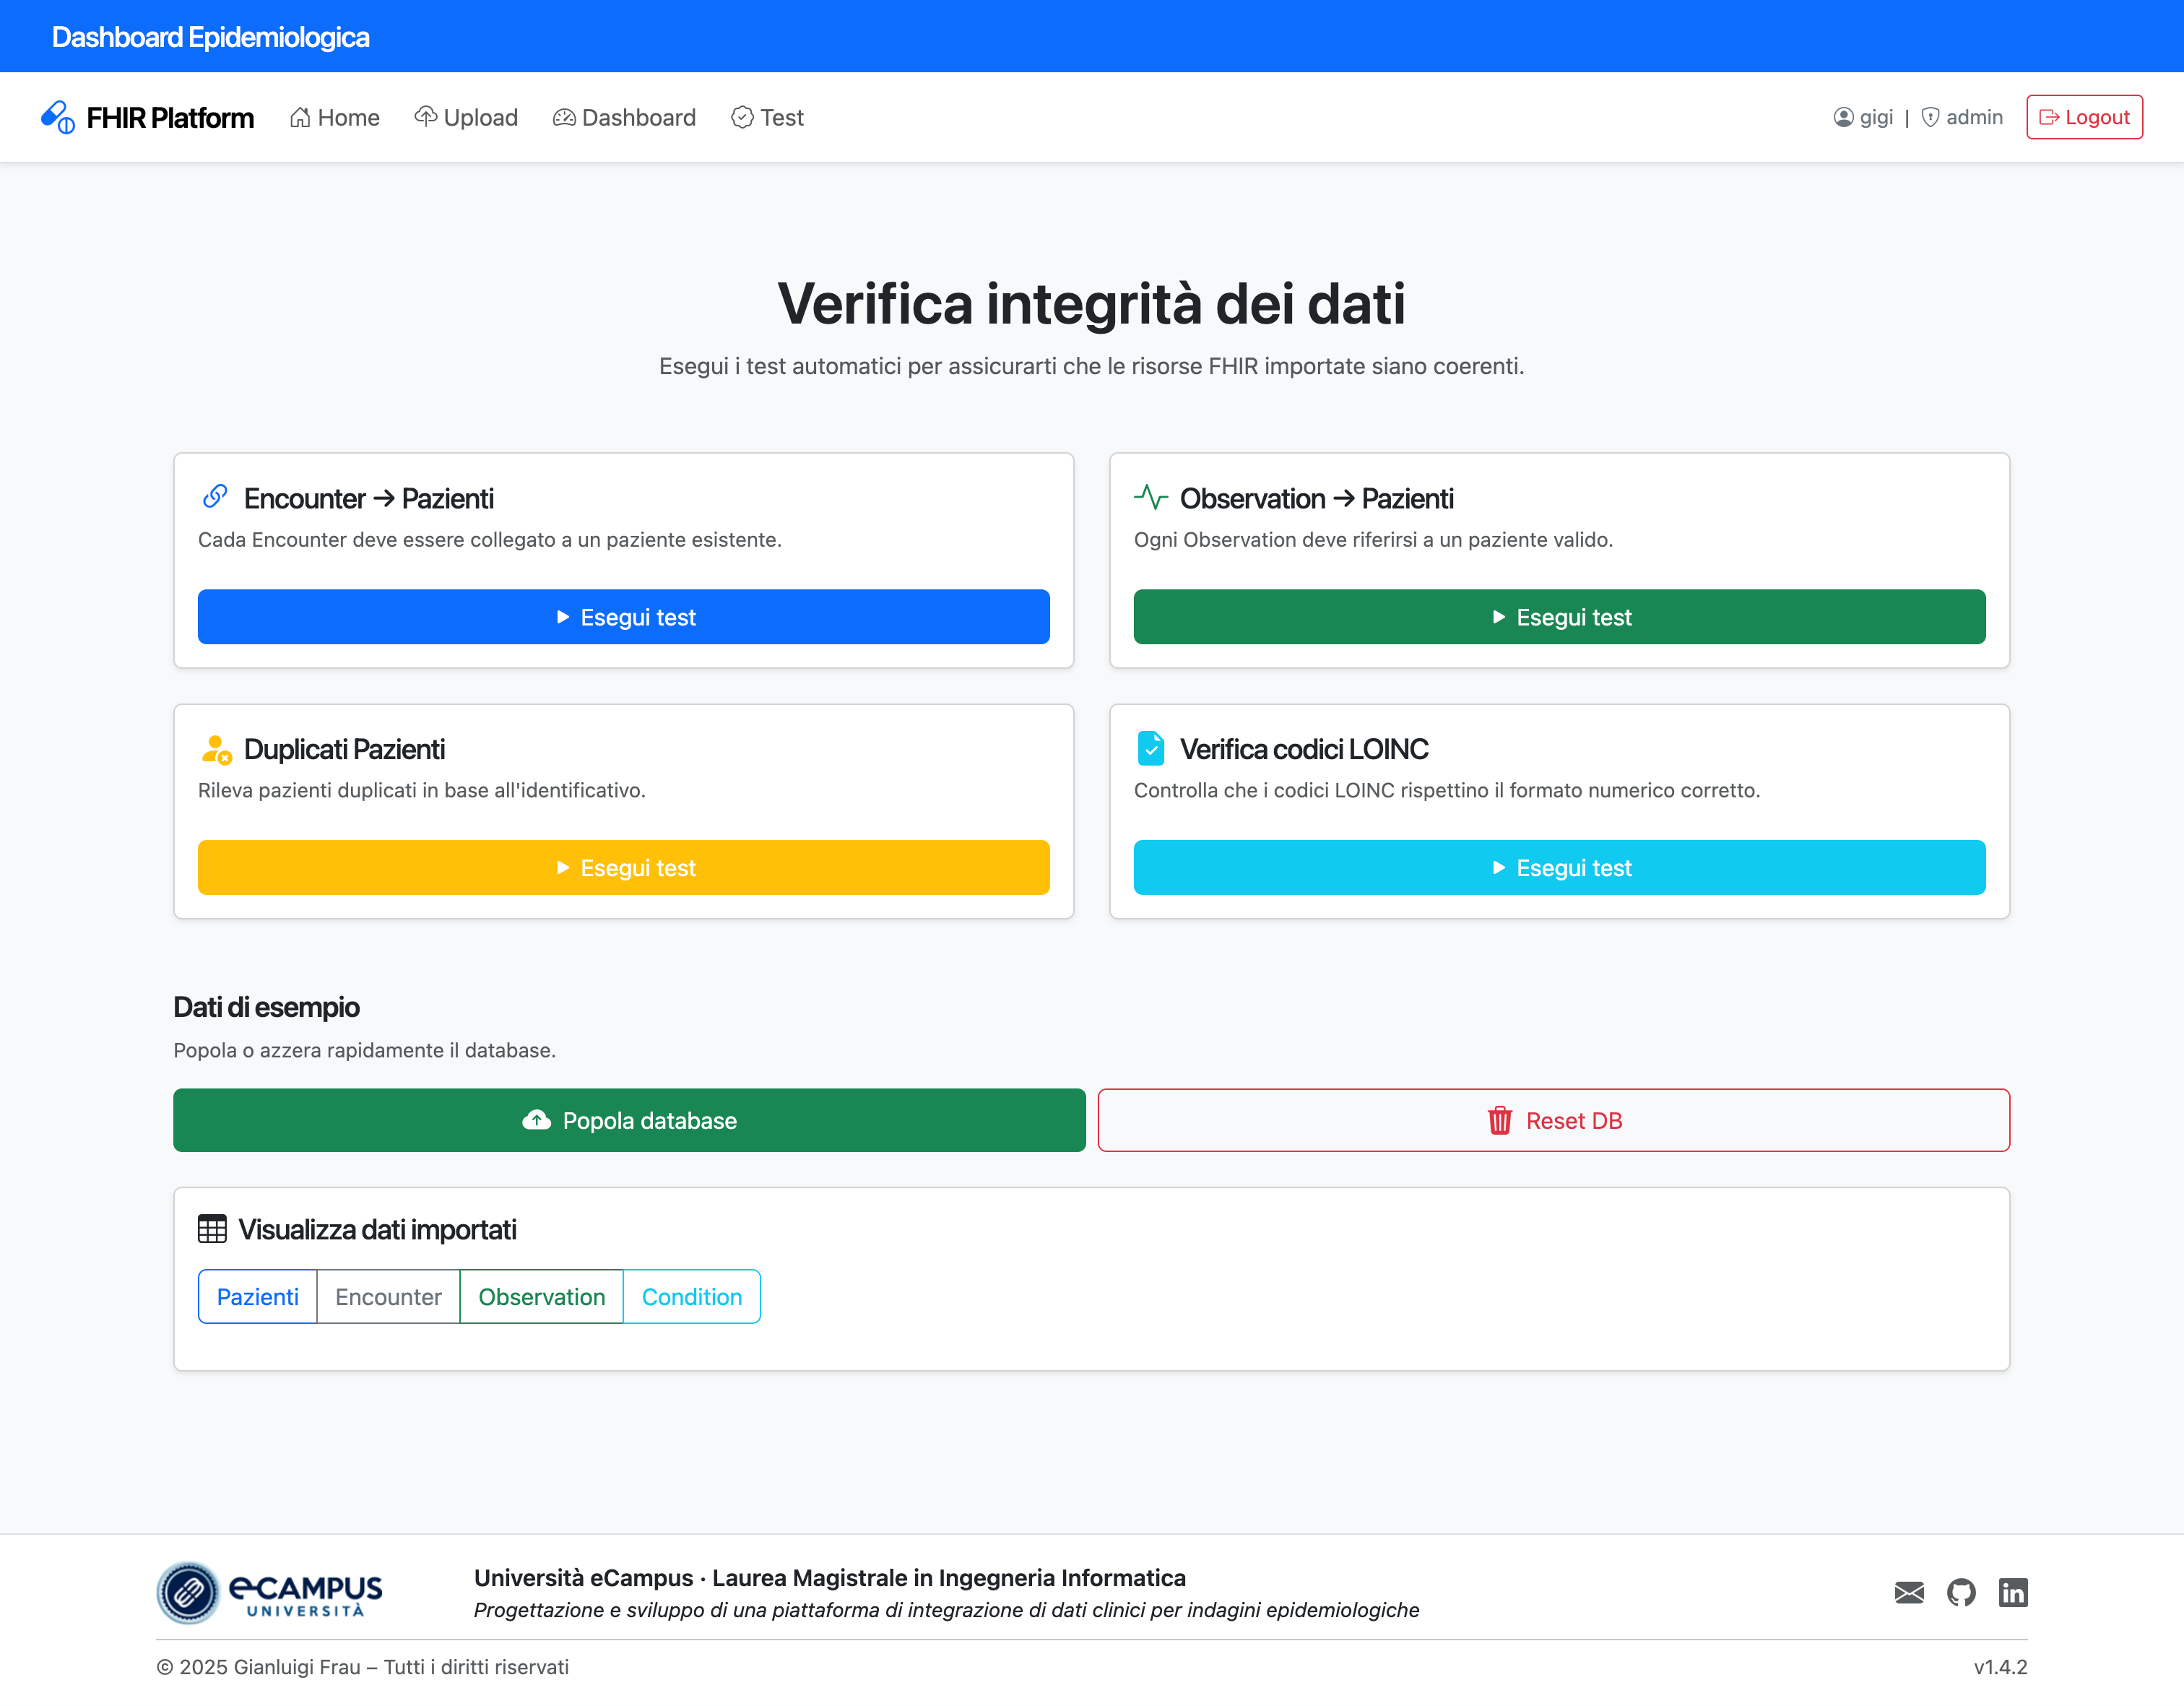 Dashboard Epidemiologica
FHIR Platform Home Upload Dashboard Test gigi | admin Logout
Verifica integrità dei dati
Esegui i test automatici per assicurarti che le risorse FHIR importate siano coerenti.
Encounter → Pazienti
Cada Encounter deve essere collegato a un paziente esistente.
Esegui test
Observation → Pazienti
Ogni Observation deve riferirsi a un paziente valido.
Esegui test
Duplicati Pazienti
Rileva pazienti duplicati in base all'identificativo.
Esegui test
Verifica codici LOINC
Controlla che i codici LOINC rispettino il formato numerico corretto.
Esegui test
Dati di esempio
Popola o azzera rapidamente il database.
Popola database
Reset DB
Visualizza dati importati
Pazienti Encounter Observation Condition
e-CAMPUS
UNIVERSITÀ
Università eCampus · Laurea Magistrale in Ingegneria Informatica
Progettazione e sviluppo di una piattaforma di integrazione di dati clinici per indagini epidemiologiche
© 2025 Gianluigi Frau – Tutti i diritti riservati
v1.4.2